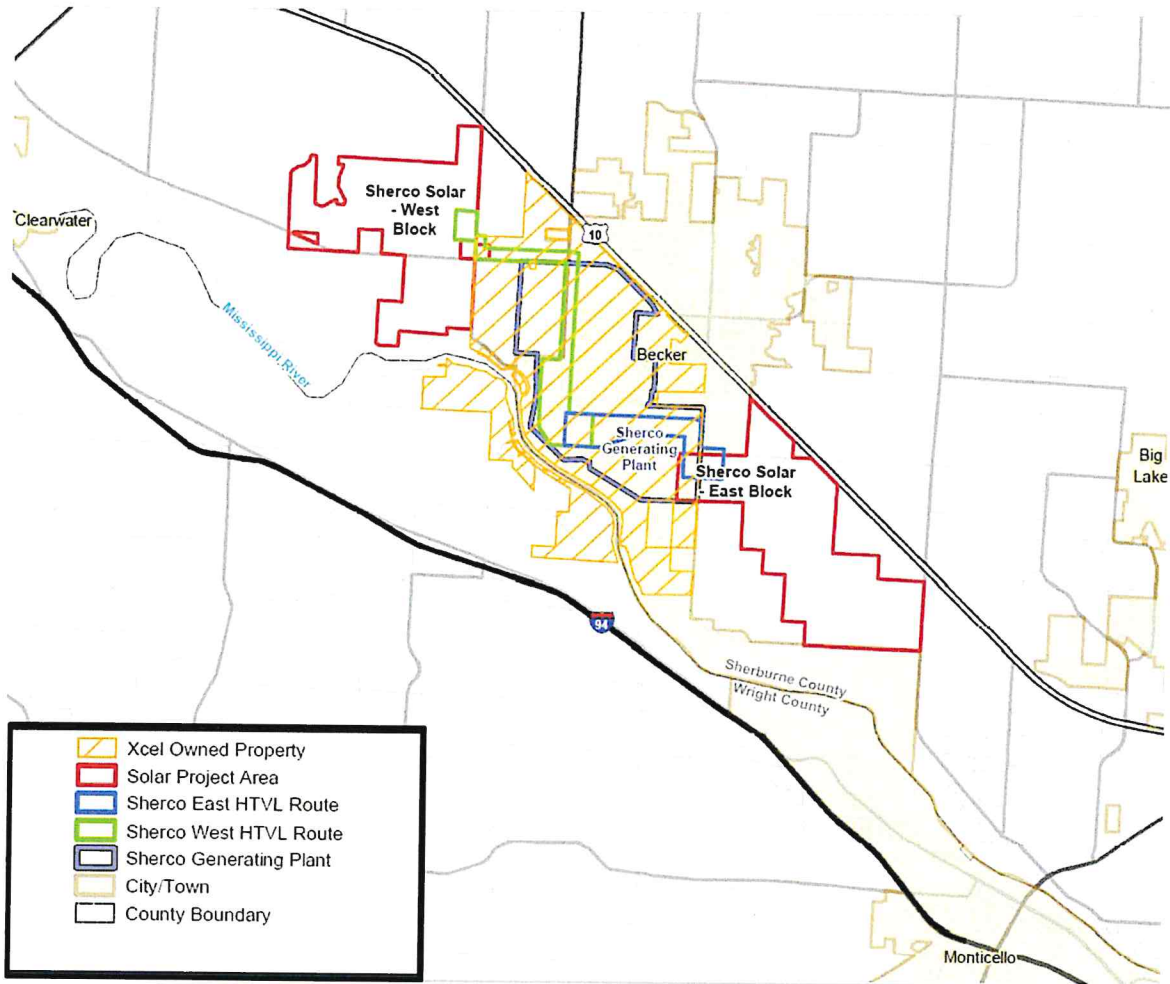 Sherco Solar
- West
Block
Clearwater
10
Mississippi River
Becker
Sherco
Generating
Plant
Sherco Solar
- East Block
Big
Lake
94
Sherburne County
Wright County
Monticello
Xcel Owned Property
Solar Project Area
Sherco East HTVL Route
Sherco West HTVL Route
Sherco Generating Plant
City/Town
County Boundary